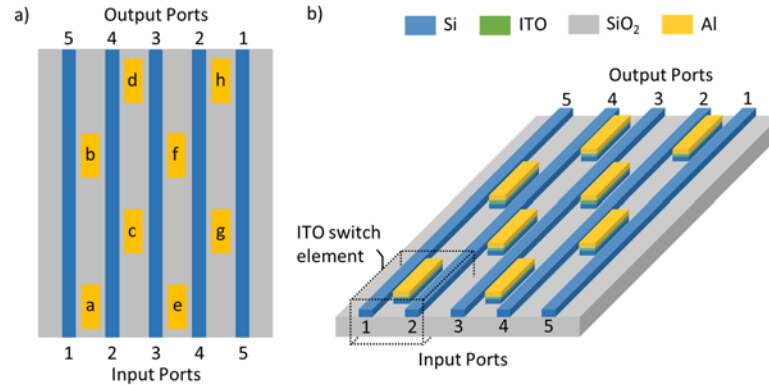 a)
Output Ports
5 4 3 2 1
d h
b f
c g
a e
1 2 3 4 5
Input Ports
b)
Si ITO SiO₂ Al
Output Ports
5 4 3 2 1
ITO switch
element
1 2 3 4 5
Input Ports